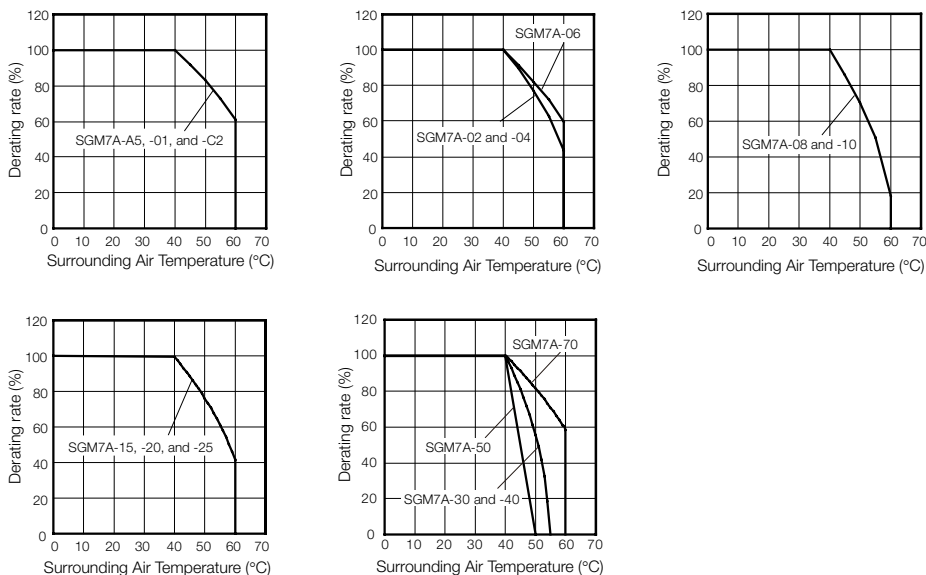 Derating rate (%)
120
100
80
60
40
20
0
SGM7A-A5, -01, and -C2
0 10 20 30 40 50 60 70
Surrounding Air Temperature (°C)
Derating rate (%)
120
100
80
60
40
20
0
SGM7A-06
SGM7A-02 and -04
0 10 20 30 40 50 60 70
Surrounding Air Temperature (°C)
Derating rate (%)
120
100
80
60
40
20
0
SGM7A-08 and -10
0 10 20 30 40 50 60 70
Surrounding Air Temperature (°C)
Derating rate (%)
120
100
80
60
40
20
0
SGM7A-15, -20, and -25
0 10 20 30 40 50 60 70
Surrounding Air Temperature (°C)
Derating rate (%)
120
100
80
60
40
20
0
SGM7A-70
SGM7A-50
SGM7A-30 and -40
0 10 20 30 40 50 60 70
Surrounding Air Temperature (°C)